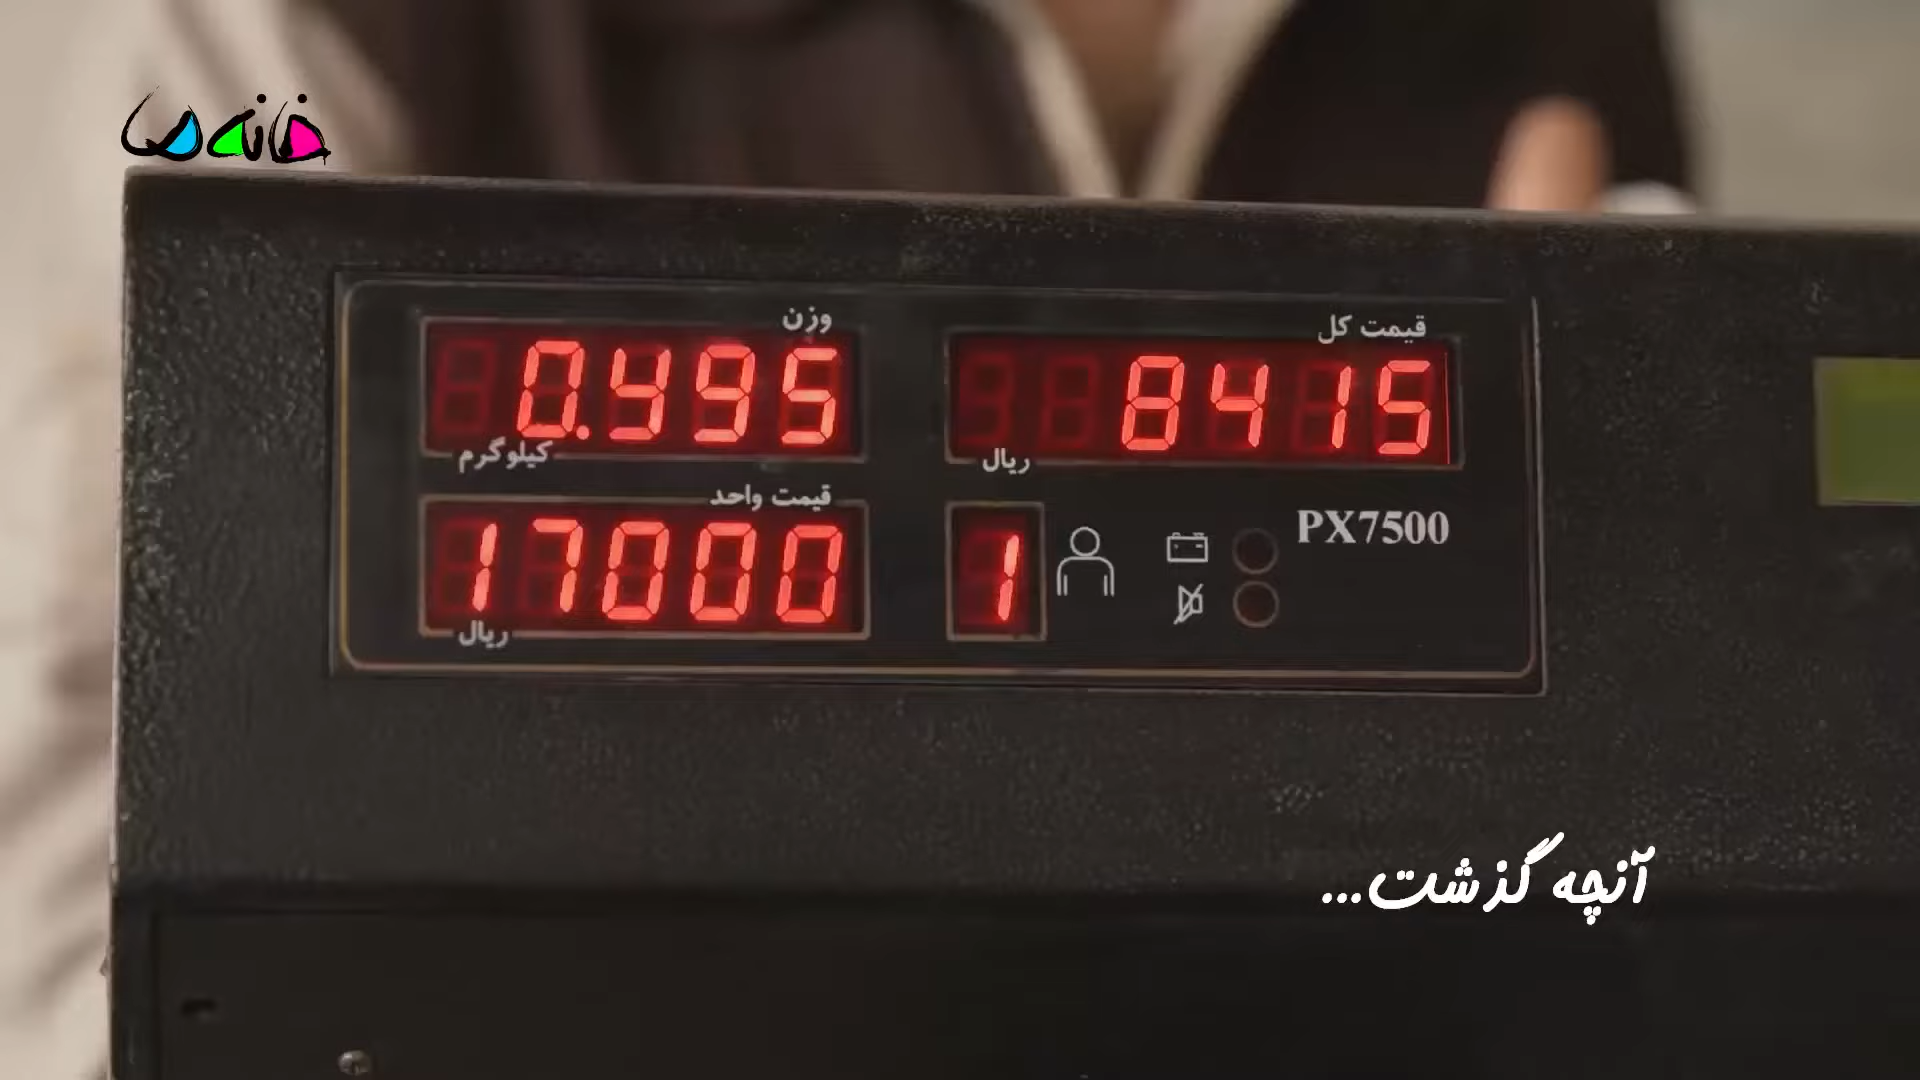 خانه ما
وزن
0.495
کیلوگرم
قیمت کل
8415
ریال
قیمت واحد
17000
ریال
1
PX7500
آنچه گذشت...